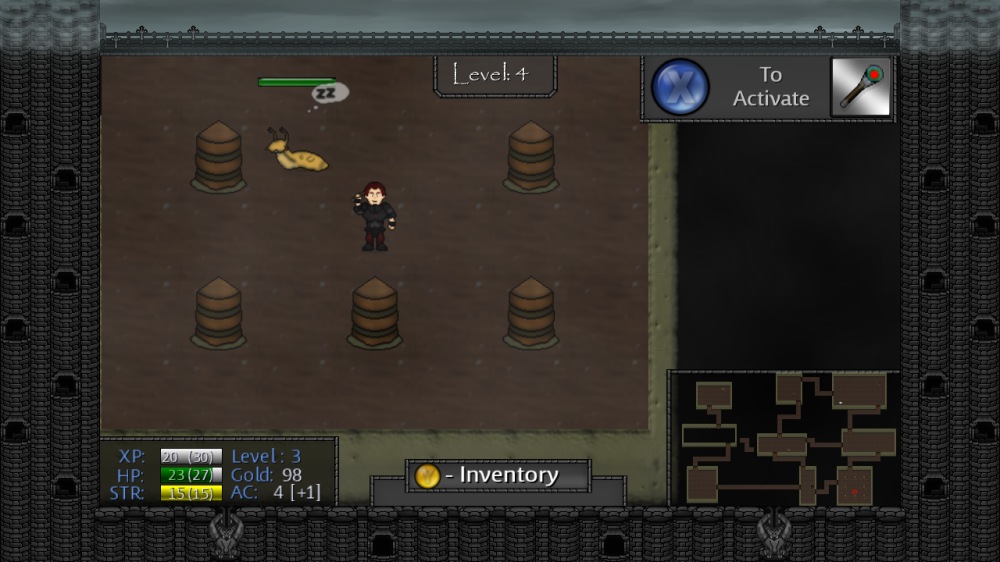 Level: 4
X
To
Activate
zz
XP: 20 (30) Level: 3
HP: 23(27) Gold: 98
STR: 15(15) AC: 4 [+1]
Y - Inventory